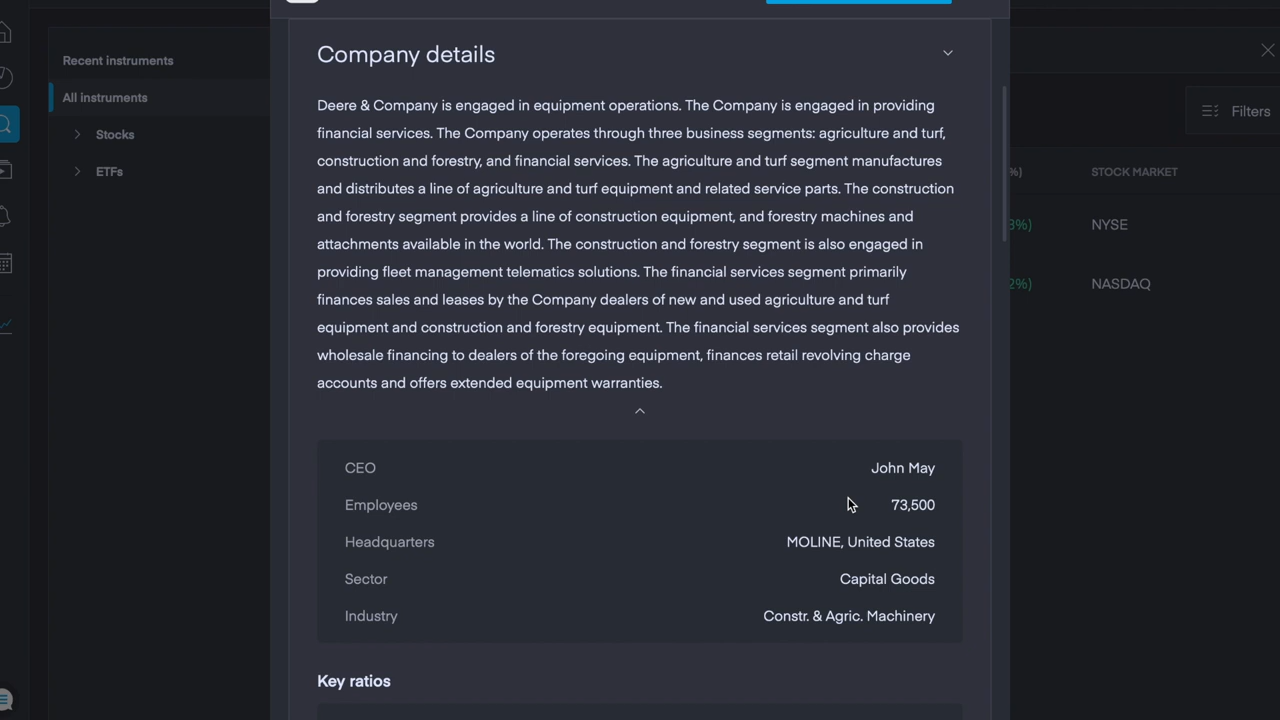 Recent instruments
All instruments
Stocks
ETFs
Company details
Deere & Company is engaged in equipment operations. The Company is engaged in providing
financial services. The Company operates through three business segments: agriculture and turf,
construction and forestry, and financial services. The agriculture and turf segment manufactures
and distributes a line of agriculture and turf equipment and related service parts. The construction
and forestry segment provides a line of construction equipment, and forestry machines and
attachments available in the world. The construction and forestry segment is also engaged in
providing fleet management telematics solutions. The financial services segment primarily
finances sales and leases by the Company dealers of new and used agriculture and turf
equipment and construction and forestry equipment. The financial services segment also provides
wholesale financing to dealers of the foregoing equipment, finances retail revolving charge
accounts and offers extended equipment warranties.
CEO John May
Employees 73,500
Headquarters MOLINE, United States
Sector Capital Goods
Industry Constr. & Agric. Machinery
Key ratios
Filters
%) STOCK MARKET
3%) NYSE
2%) NASDAQ